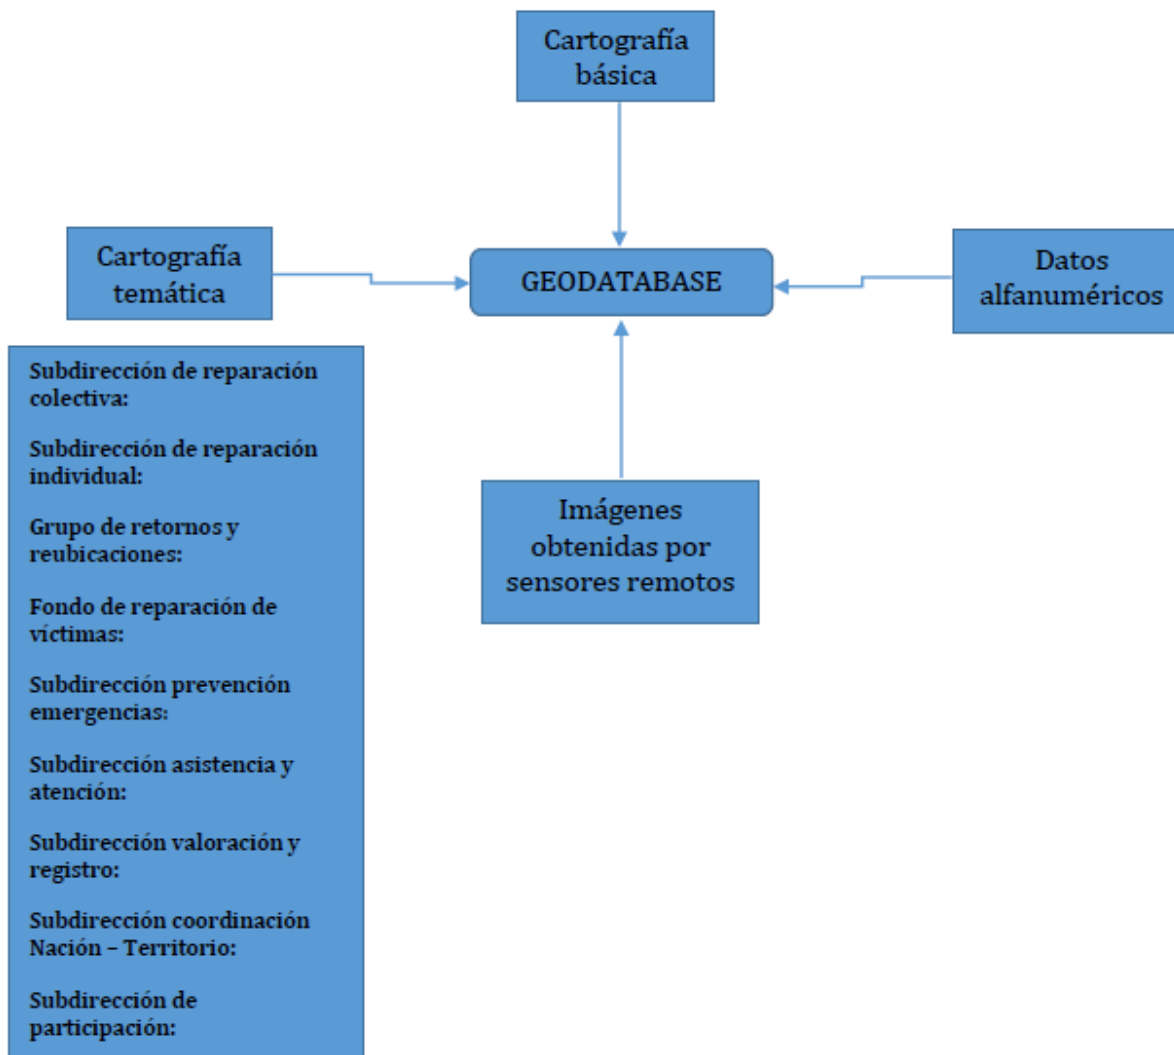 Cartografía
básica
Cartografía
temática
GEODATABASE
Datos
alfanuméricos
Imágenes
obtenidas por
sensores remotos
Subdirección de reparación
colectiva:
Subdirección de reparación
individual:
Grupo de retornos y
reubicaciones:
Fondo de reparación de
víctimas:
Subdirección prevención
emergencias:
Subdirección asistencia y
atención:
Subdirección valoración y
registro:
Subdirección coordinación
Nación – Territorio:
Subdirección de
participación: